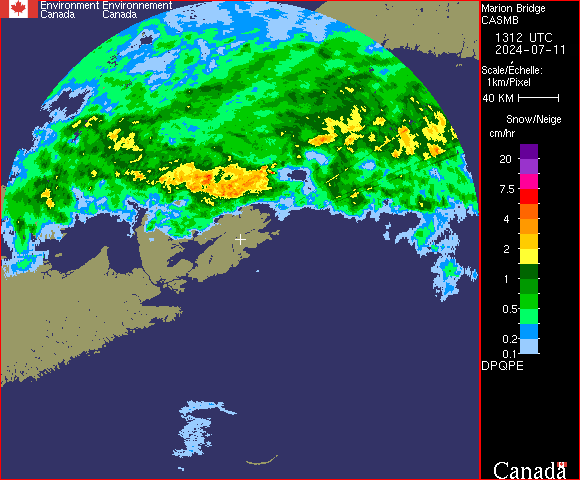 Environment Environnement
Canada Canada
Marion Bridge
CASMB
1312 UTC
2024-07-11
Scale/Echelle:
1km/Pixel
40 KM
Snow/Neige
cm/hr
20
7.5
4
2
1
0.5
0.2
0.1
DPQPE
Canada